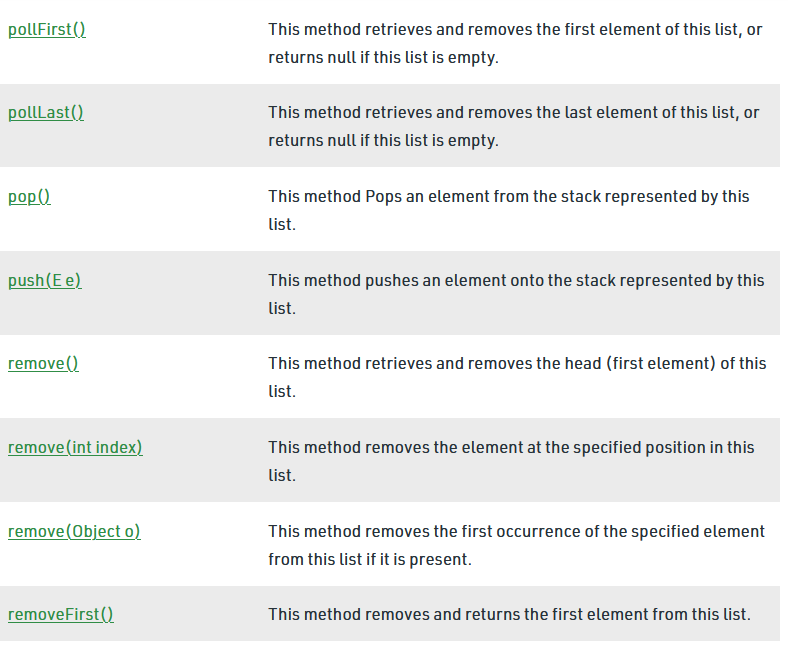 pollFirst() This method retrieves and removes the first element of this list, or
returns null if this list is empty.
pollLast() This method retrieves and removes the last element of this list, or
returns null if this list is empty.
pop() This method Pops an element from the stack represented by this
list.
push(E e) This method pushes an element onto the stack represented by this
list.
remove() This method retrieves and removes the head (first element) of this
list.
remove(int index) This method removes the element at the specified position in this
list.
remove(Object o) This method removes the first occurrence of the specified element
from this list if it is present.
removeFirst() This method removes and returns the first element from this list.